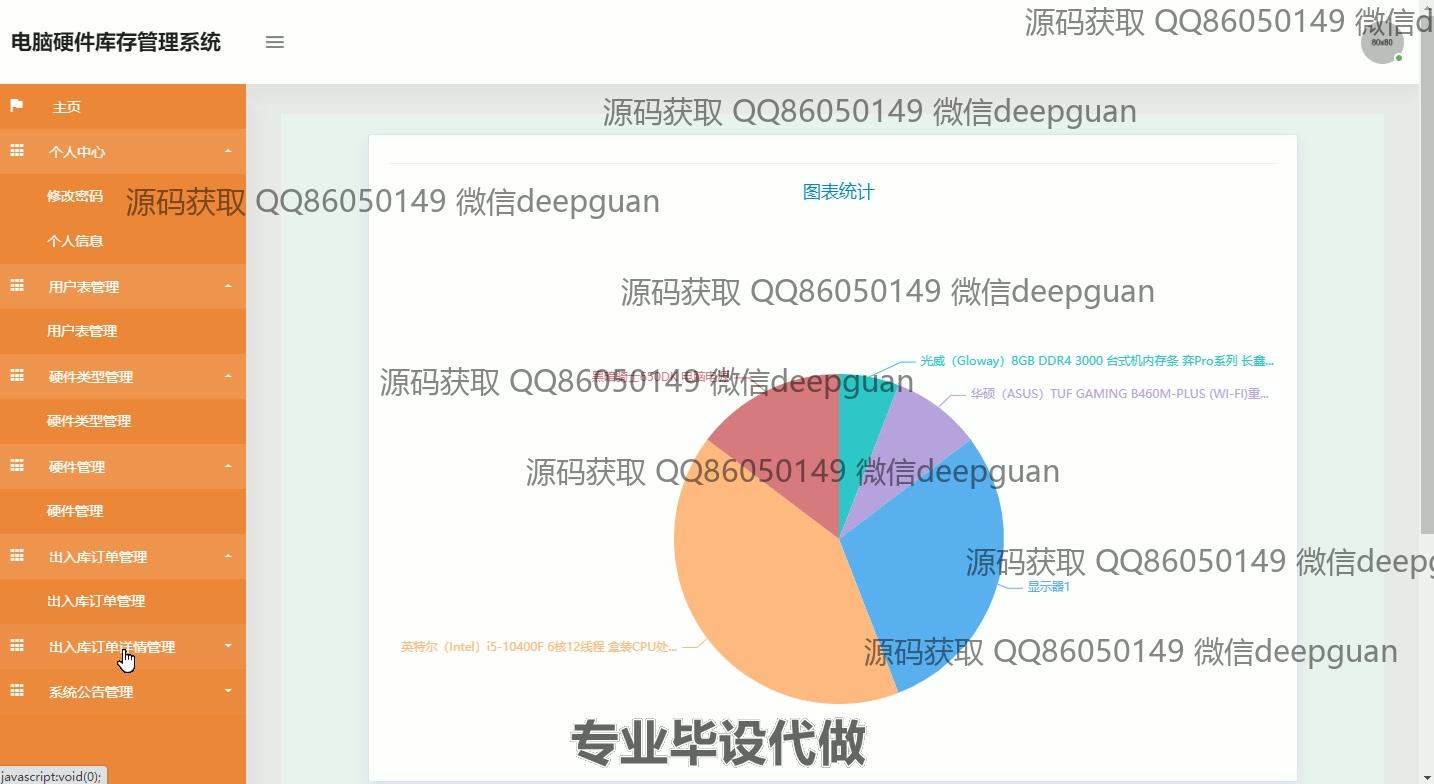 电脑硬件库存管理系统
源码获取 QQ86050149 微信d
80x80
主页
源码获取 QQ86050149 微信deepguan
个人中心
修改密码
源码获取 QQ86050149 微信deepguan
图表统计
个人信息
用户表管理
源码获取 QQ86050149 微信deepguan
用户表管理
光威（Gloway）8GB DDR4 3000 台式机内存条 弈Pro系列 长鑫...
硬件类型管理
黑暗骑士650DK 电脑电源
源码获取 QQ86050149 微信deepguan
华硕（ASUS）TUF GAMING B460M-PLUS (WI-FI)重...
硬件类型管理
硬件管理
源码获取 QQ86050149 微信deepguan
硬件管理
出入库订单管理
源码获取 QQ86050149 微信deepg
显示器1
出入库订单管理
出入库订单详情管理
英特尔（Intel）i5-10400F 6核12线程 盒装CPU处...
源码获取 QQ86050149 微信deepguan
系统公告管理
专业毕设代做
javascript:void(0);